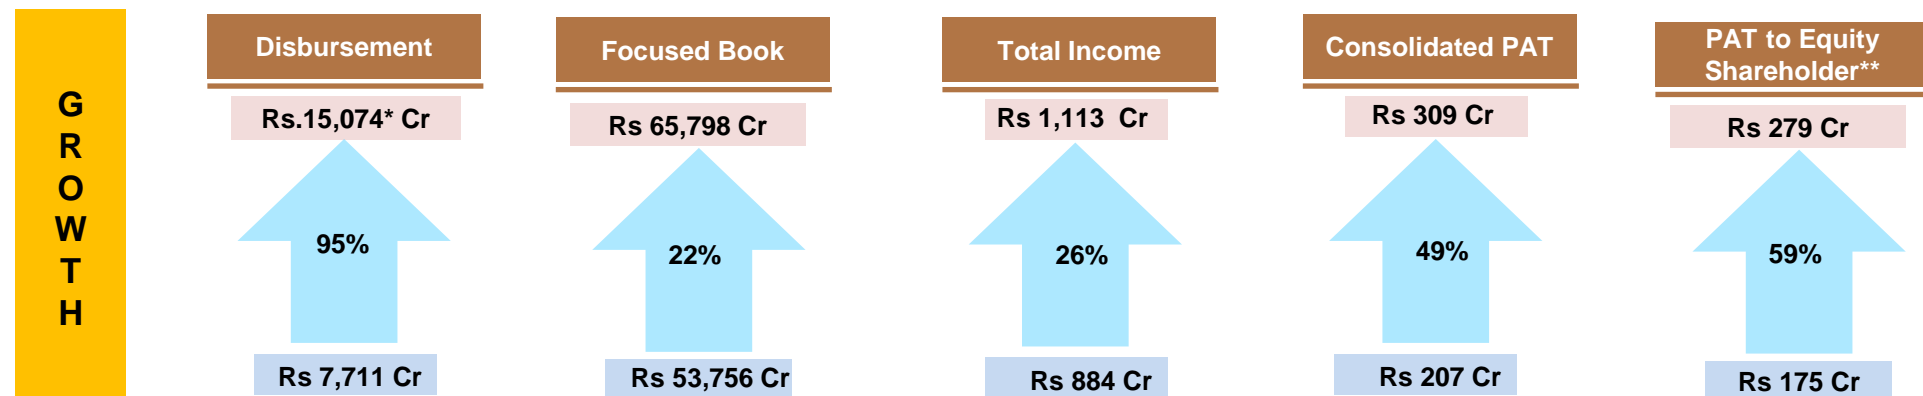 G
R
O
W
T
H
Disbursement
Rs.15,074* Cr
95%
Rs 7,711 Cr
Focused Book
Rs 65,798 Cr
22%
Rs 53,756 Cr
Total Income
Rs 1,113 Cr
26%
Rs 884 Cr
Consolidated PAT
Rs 309 Cr
49%
Rs 207 Cr
PAT to Equity
Shareholder**
Rs 279 Cr
59%
Rs 175 Cr